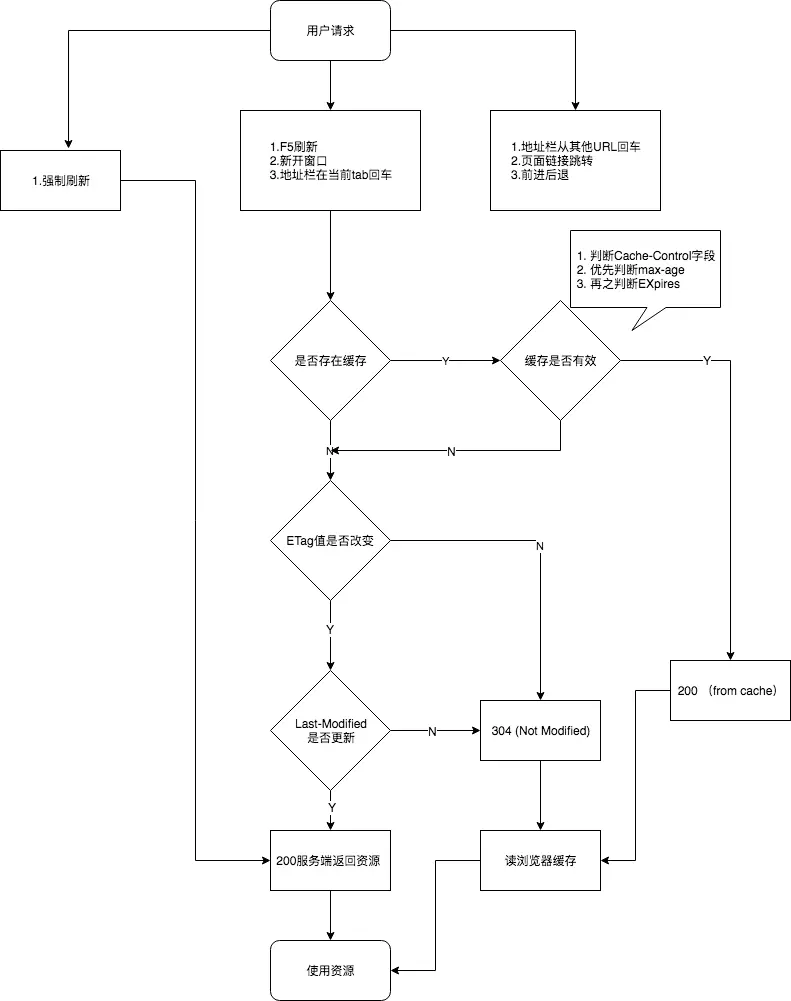 用户请求
1.强制刷新
1.F5刷新
2.新开窗口
3.地址栏在当前tab回车
1.地址栏从其他URL回车
2.页面链接跳转
3.前进后退
1. 判断Cache-Control字段
2. 优先判断max-age
3. 再之判断EXpires
是否存在缓存
Y
缓存是否有效
Y
N
N
ETag值是否改变
N
Y
Last-Modified
是否更新
N
304 (Not Modified)
200 （from cache）
Y
200服务端返回资源
读浏览器缓存
使用资源